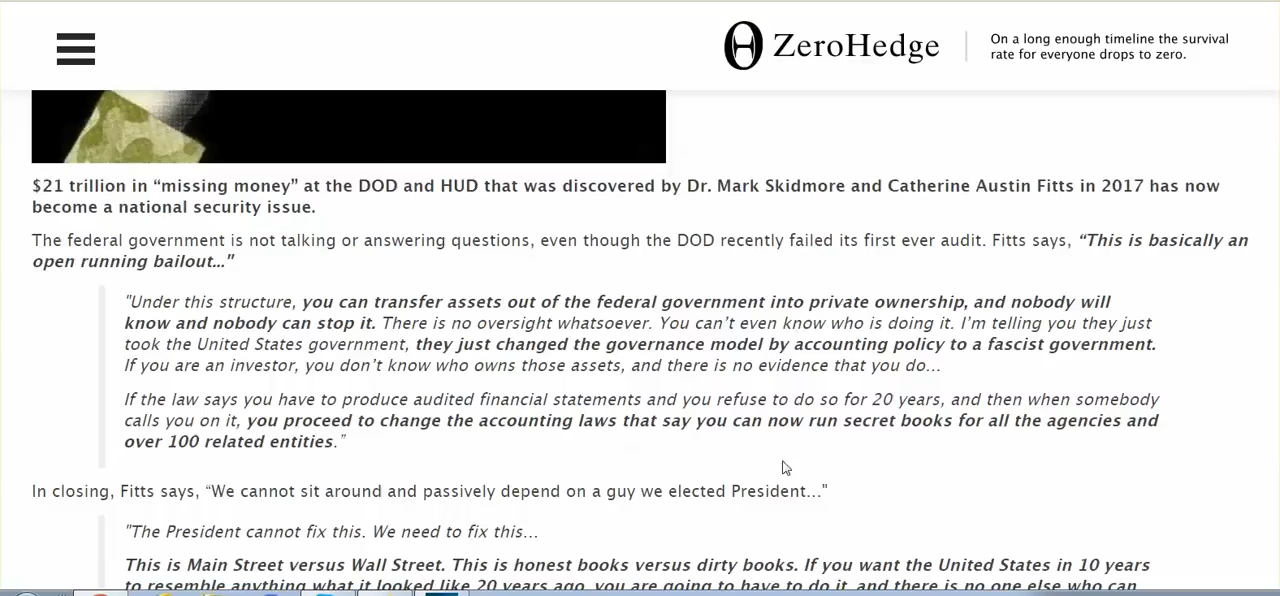 ZeroHedge
On a long enough timeline the survival
rate for everyone drops to zero.
$21 trillion in “missing money” at the DOD and HUD that was discovered by Dr. Mark Skidmore and Catherine Austin Fitts in 2017 has now
become a national security issue.
The federal government is not talking or answering questions, even though the DOD recently failed its first ever audit. Fitts says, “This is basically an
open running bailout…"
"Under this structure, you can transfer assets out of the federal government into private ownership, and nobody will
know and nobody can stop it. There is no oversight whatsoever. You can’t even know who is doing it. I’m telling you they just
took the United States government, they just changed the governance model by accounting policy to a fascist government.
If you are an investor, you don’t know who owns those assets, and there is no evidence that you do…
If the law says you have to produce audited financial statements and you refuse to do so for 20 years, and then when somebody
calls you on it, you proceed to change the accounting laws that say you can now run secret books for all the agencies and
over 100 related entities.”
In closing, Fitts says, “We cannot sit around and passively depend on a guy we elected President…"
"The President cannot fix this. We need to fix this…
This is Main Street versus Wall Street. This is honest books versus dirty books. If you want the United States in 10 years
to resemble anything what it looked like 20 years ago, you are going to have to do it, and there is no one else who can